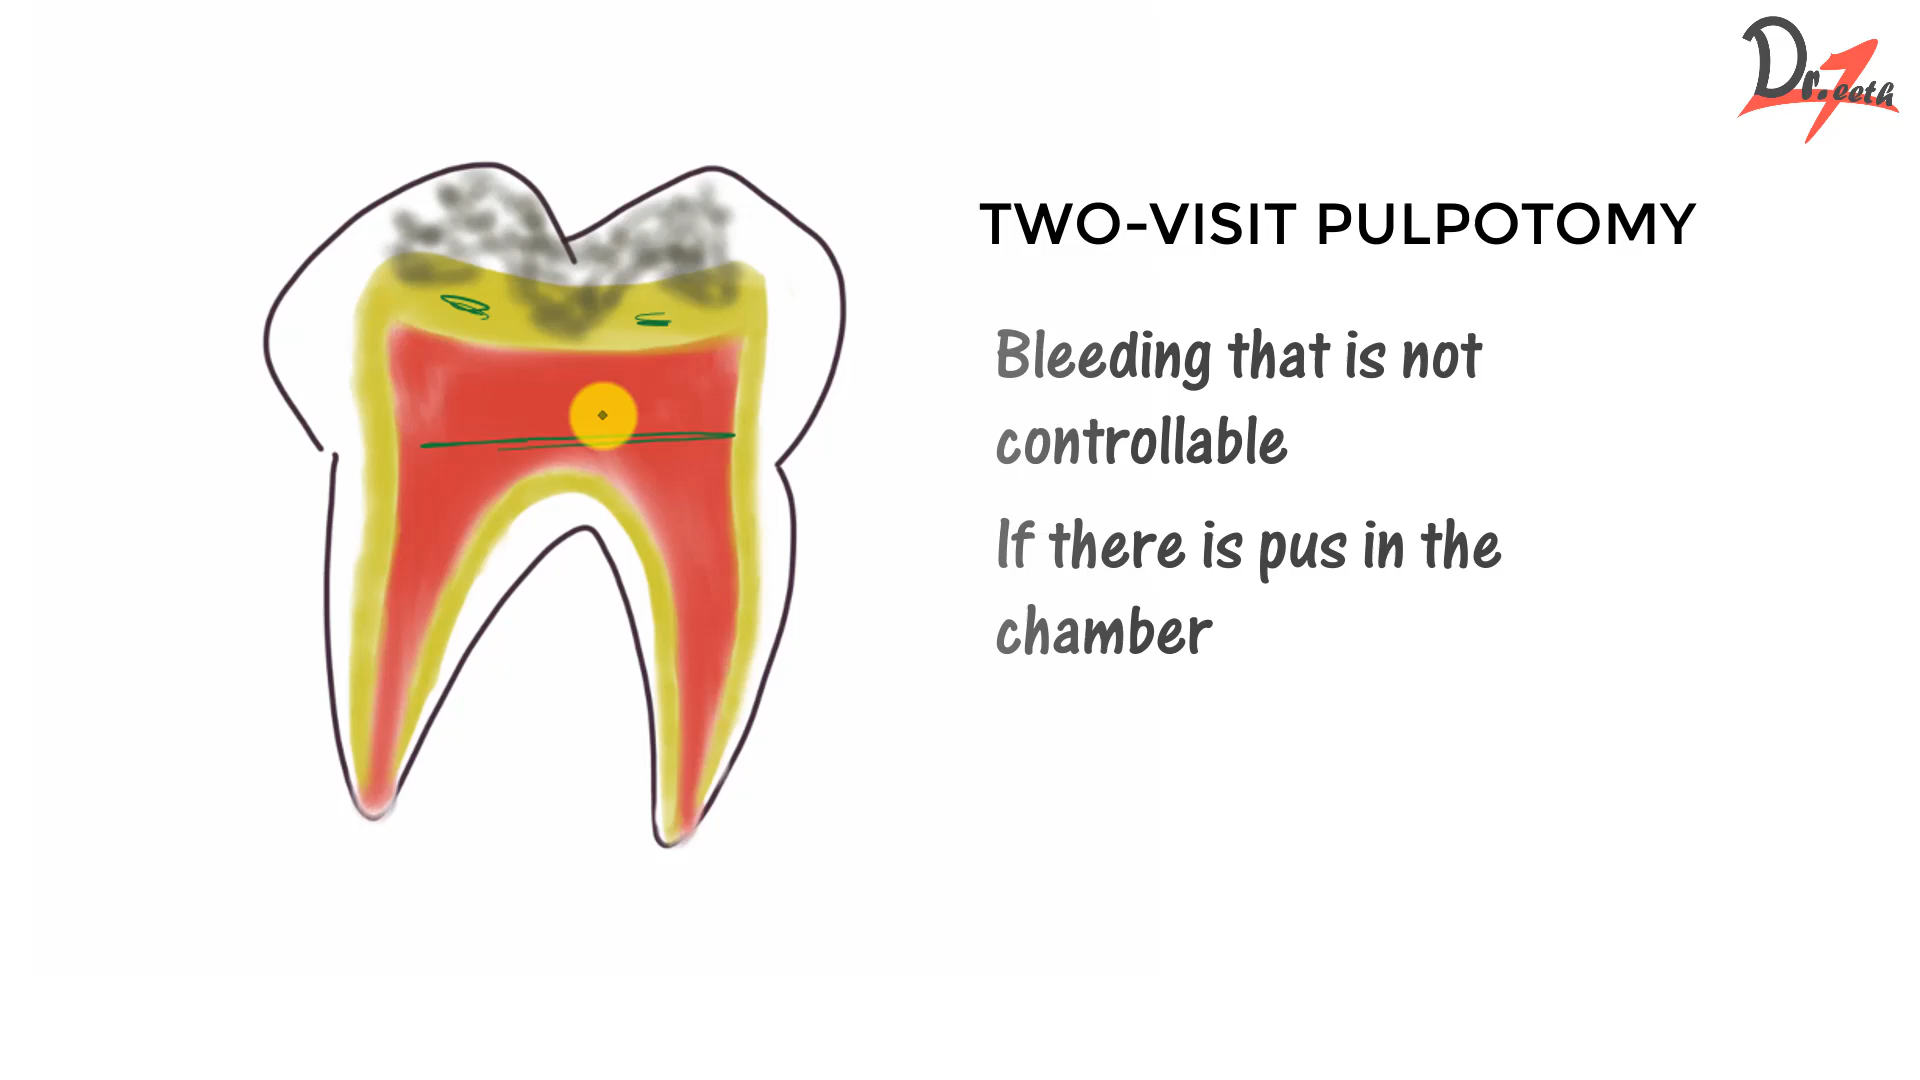 Dr.Teeth
TWO-VISIT PULPOTOMY
Bleeding that is not
controllable
If there is pus in the
chamber